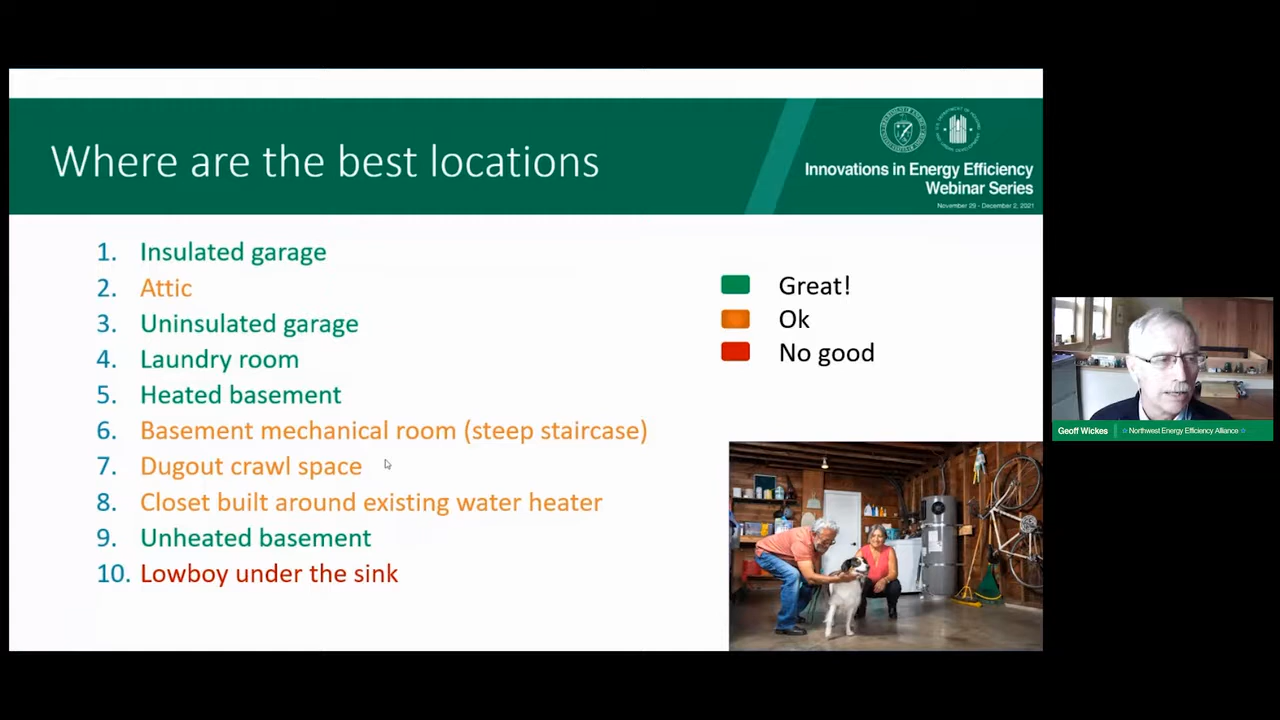 Where are the best locations
Innovations in Energy Efficiency
Webinar Series
November 29 - December 2, 2021
1. Insulated garage
2. Attic
3. Uninsulated garage
4. Laundry room
5. Heated basement
6. Basement mechanical room (steep staircase)
7. Dugout crawl space
8. Closet built around existing water heater
9. Unheated basement
10. Lowboy under the sink
Great!
Ok
No good
Geoff Wickes
Northwest Energy Efficiency Alliance